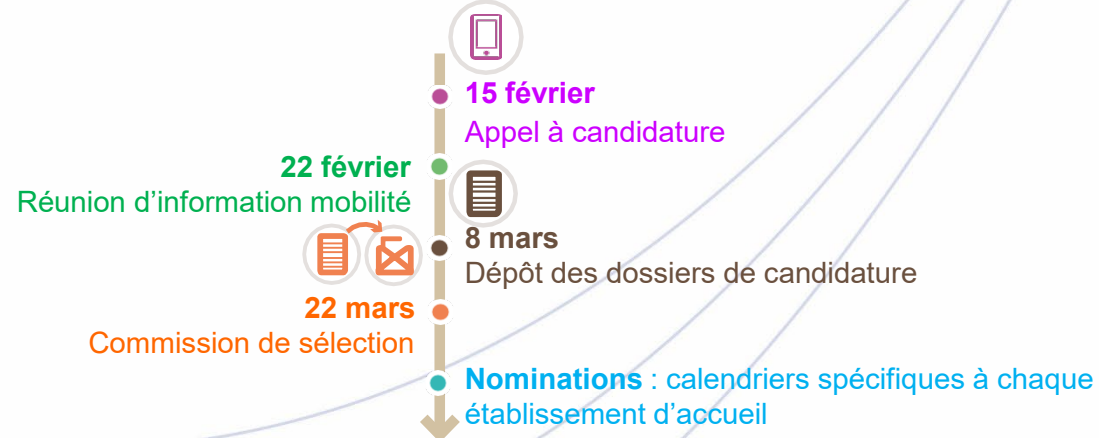 15 février
Appel à candidature
22 février
Réunion d’information mobilité
8 mars
Dépôt des dossiers de candidature
22 mars
Commission de sélection
Nominations : calendriers spécifiques à chaque
établissement d’accueil